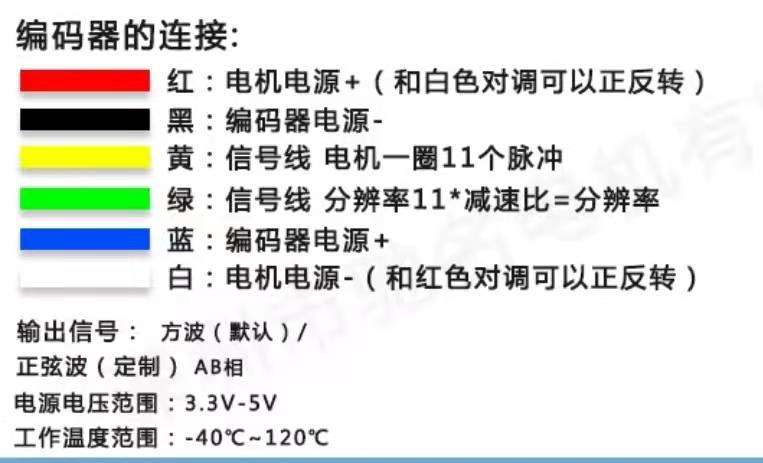 编码器的连接:
红：电机电源+（和白色对调可以正反转）
黑：编码器电源-
黄：信号线 电机一圈11个脉冲
绿：信号线 分辨率11*减速比=分辨率
蓝：编码器电源+
白：电机电源-（和红色对调可以正反转）
输出信号： 方波（默认）/
正弦波（定制）AB相
电源电压范围：3.3V-5V
工作温度范围：-40℃~120℃